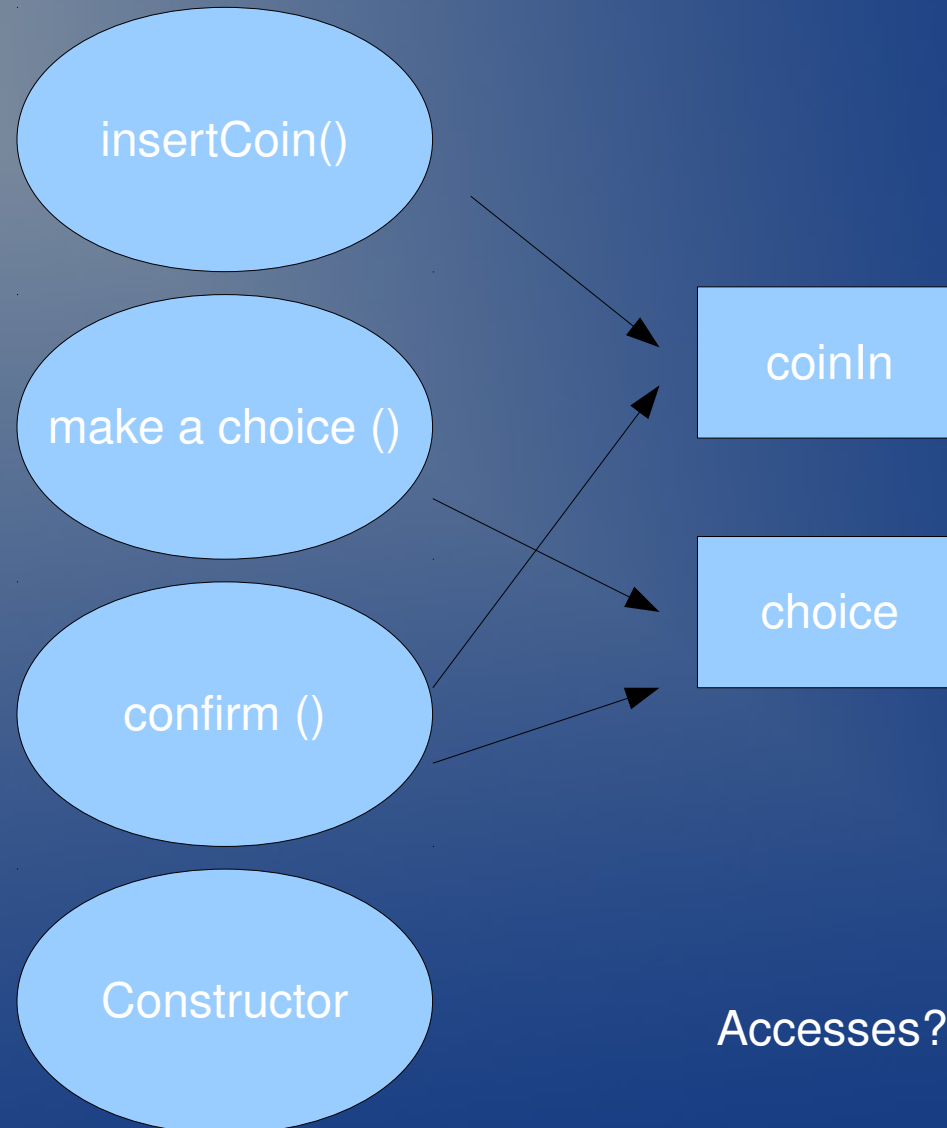 insertCoin()
coinIn
make a choice ()
choice
confirm ()
Constructor
Accesses?